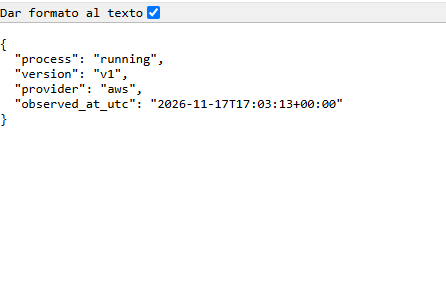 Dar formato al texto
{
  "process": "running",
  "version": "v1",
  "provider": "aws",
  "observed_at_utc": "2026-11-17T17:03:13+00:00"
}